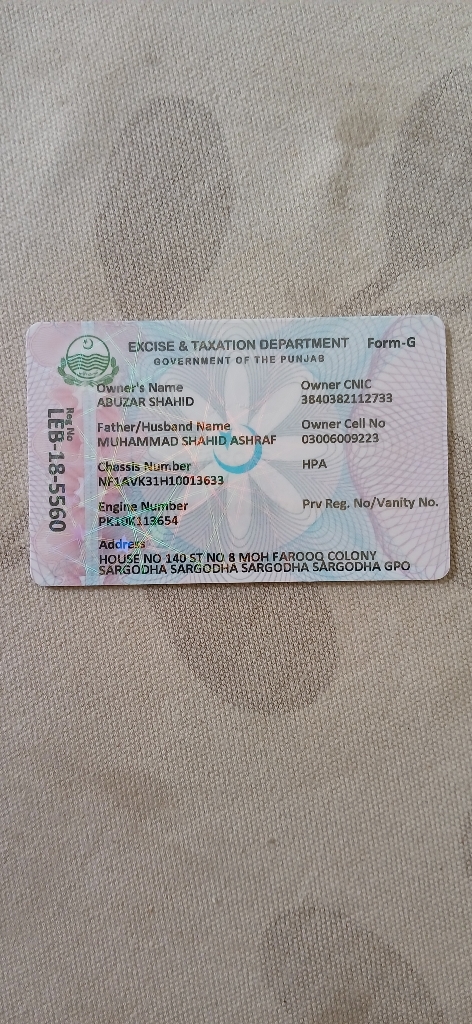 EXCISE & TAXATION DEPARTMENT Form-G
GOVERNMENT OF THE PUNJAB
Reg No
LEB-18-5560
Owner's Name
ABUZAR SHAHID
Owner CNIC
3840382112733
Father/Husband Name
MUHAMMAD SHAHID ASHRAF
Owner Cell No
03006009223
Chassis Number
NF1AVK31H10013633
HPA
Engine Number
PK10K113654
Prv Reg. No/Vanity No.
Address
HOUSE NO 140 ST NO 8 MOH FAROOQ COLONY
SARGODHA SARGODHA SARGODHA SARGODHA GPO